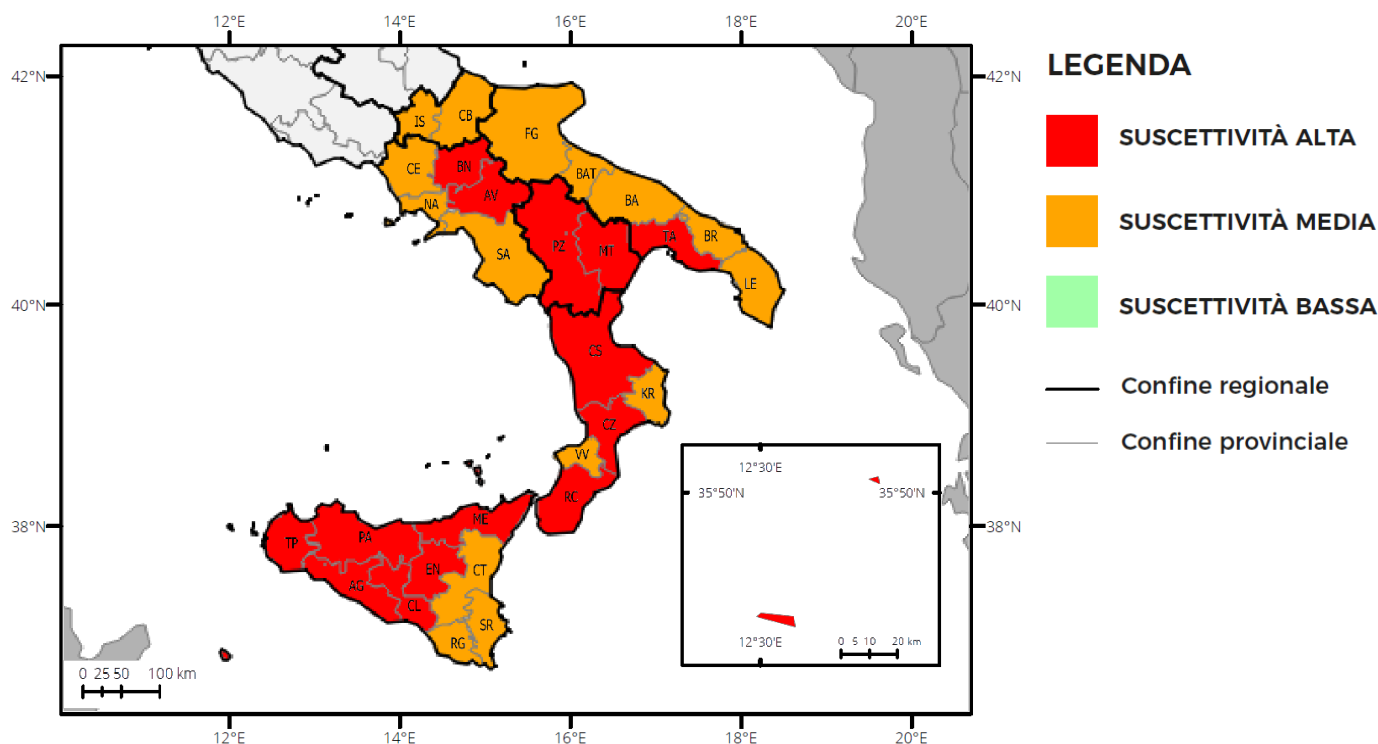 12°E 14°E 16°E 18°E 20°E
42°N 42°N
LEGENDA
SUSCETTIVITÀ ALTA
SUSCETTIVITÀ MEDIA
SUSCETTIVITÀ BASSA
Confine regionale
Confine provinciale
IS CB FG
CE BN BAT
NA AV BA
SA PZ MT TA BR
LE
40°N 40°N
CS
KR
CZ
VV
RC
12°30'E
35°50'N 35°50'N
12°30'E
0 5 10 20 km
38°N 38°N
TP PA ME
AG EN CT
CL SR
RG
0 25 50 100 km
12°E 14°E 16°E 18°E 20°E